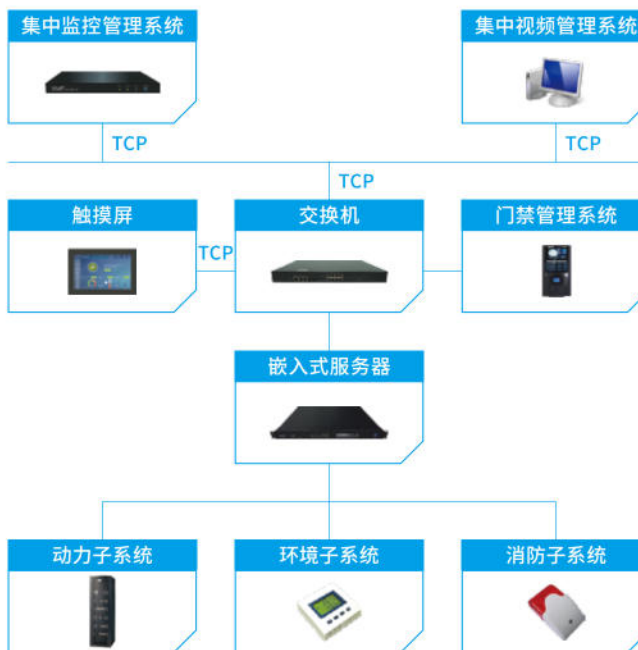 集中监控管理系统
集中视频管理系统
TCP
TCP
TCP
触摸屏
TCP
交换机
门禁管理系统
嵌入式服务器
动力子系统
环境子系统
消防子系统